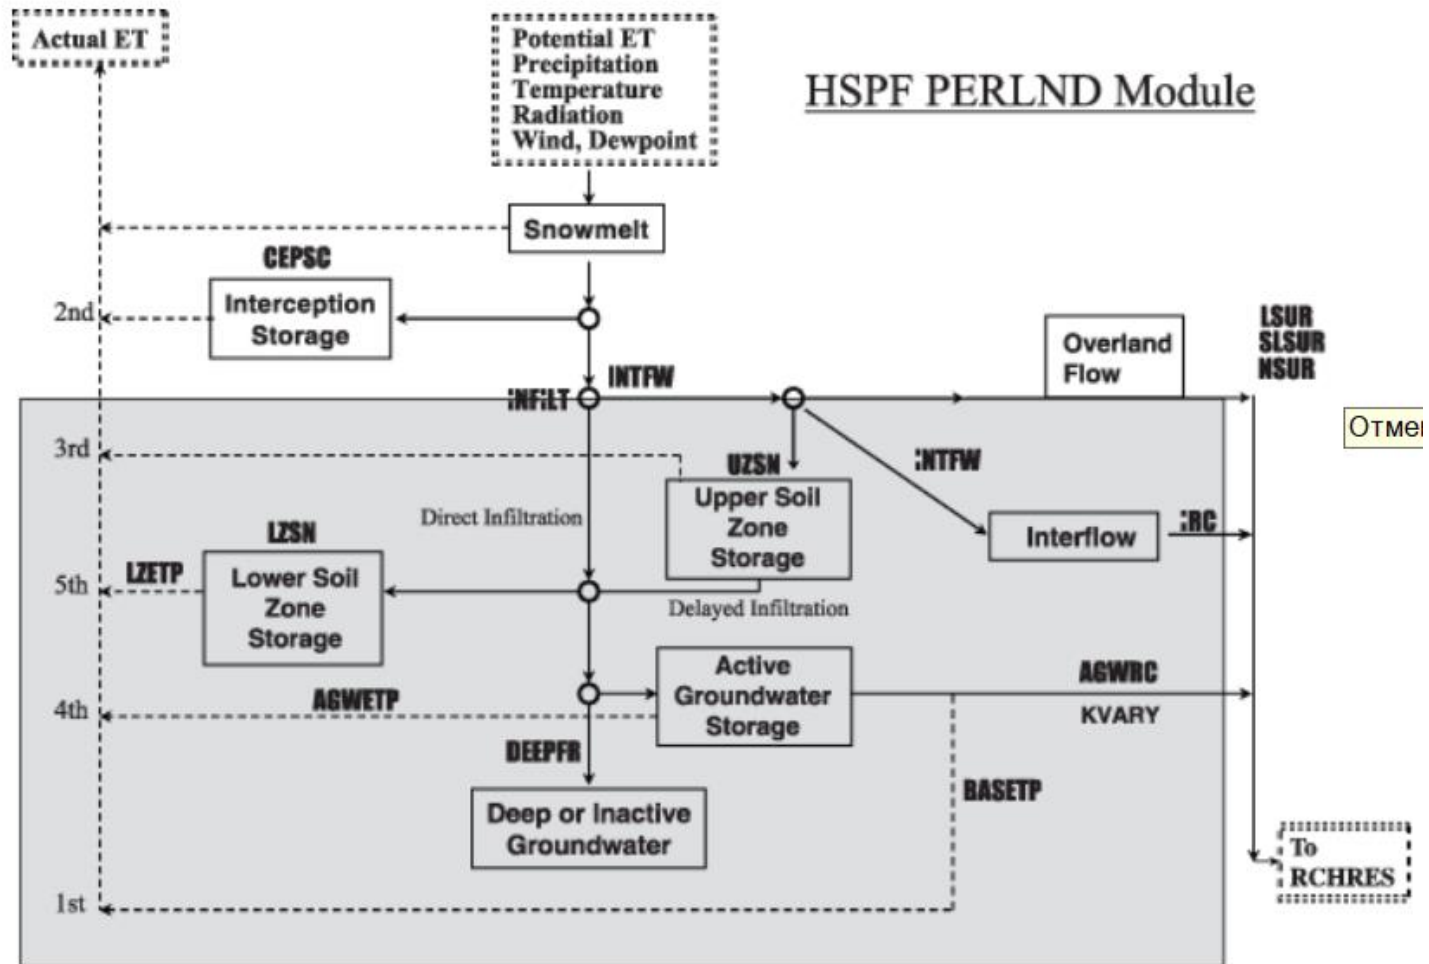 Actual ET
Potential ET
Precipitation
Temperature
Radiation
Wind, Dewpoint
HSPF PERLND Module
Snowmelt
CEPSC
Interception
Storage
2nd
INFILT
INTFW
Overland
Flow
LSUR
SLSUR
NSUR
Отме
3rd
UZSN
Upper Soil
Zone
Storage
INTFW
Direct Infiltration
Interflow
IRC
LZSN
5th
LZETP
Lower Soil
Zone
Storage
Delayed Infiltration
Active
Groundwater
Storage
AGWRC
KVARY
4th
AGWETP
DEEPFR
BASETP
Deep or Inactive
Groundwater
To
RCHRES
1st